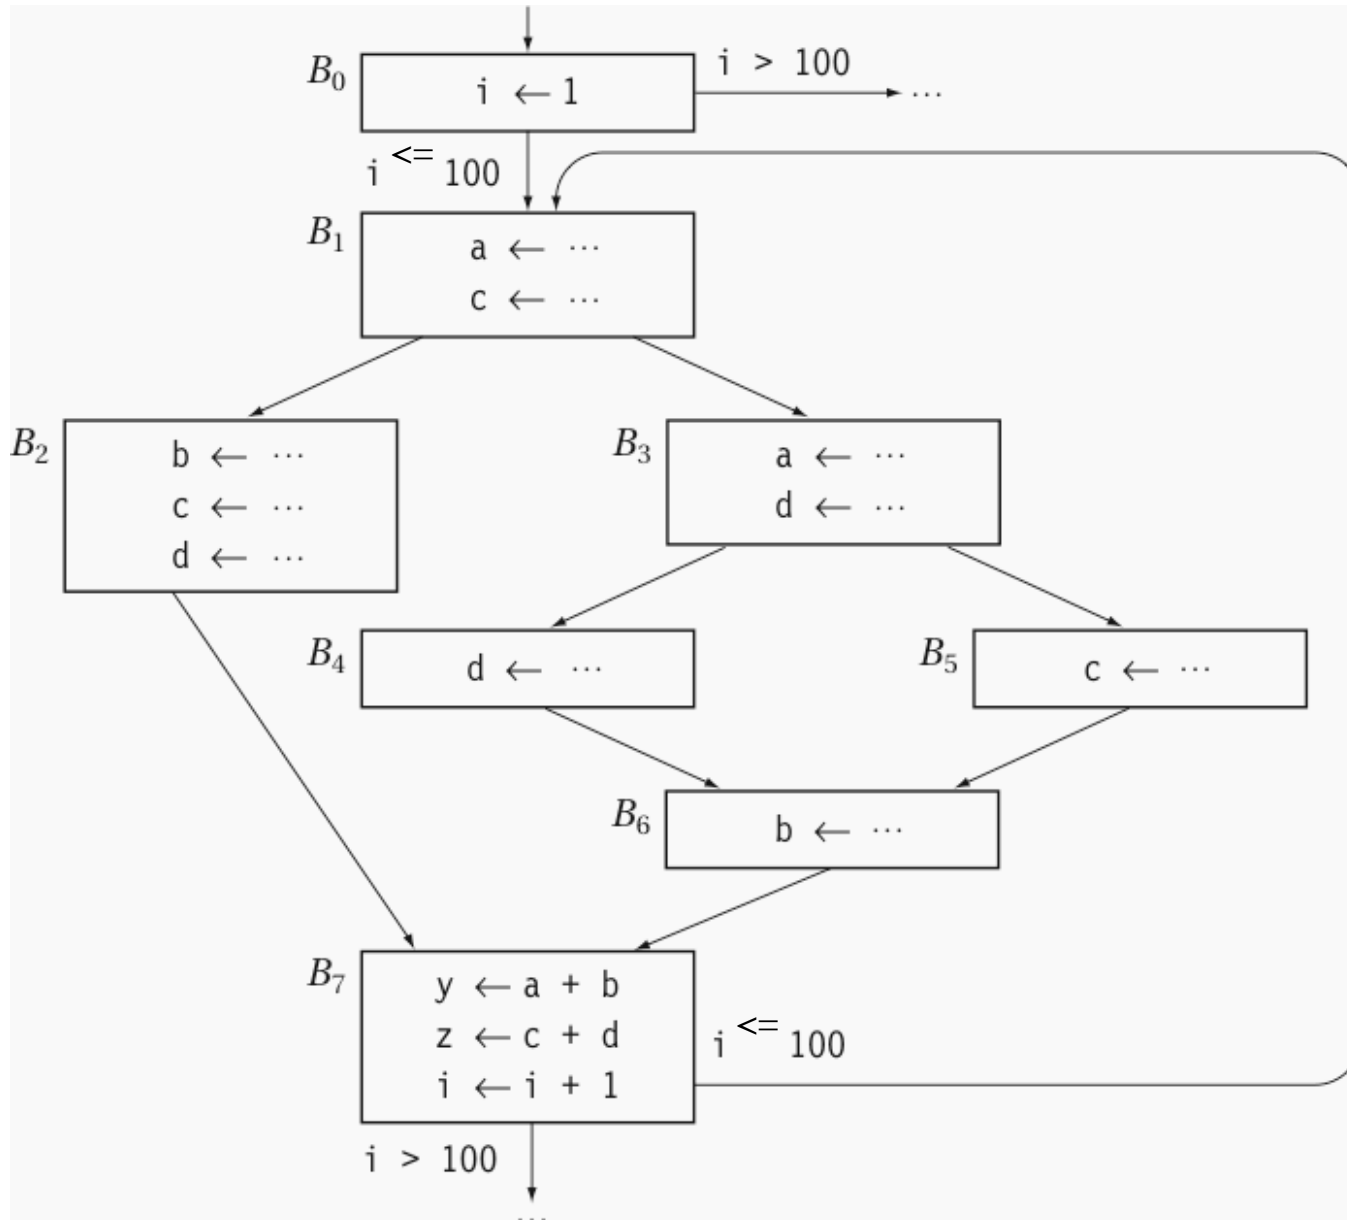 i > 100
B₀
i ← 1
···
i <= 100
B₁
a ← ···
c ← ···
B₂
b ← ···
c ← ···
d ← ···
B₃
a ← ···
d ← ···
B₄
d ← ···
B₅
c ← ···
B₆
b ← ···
B₇
y ← a + b
z ← c + d
i ← i + 1
i <= 100
i > 100
···